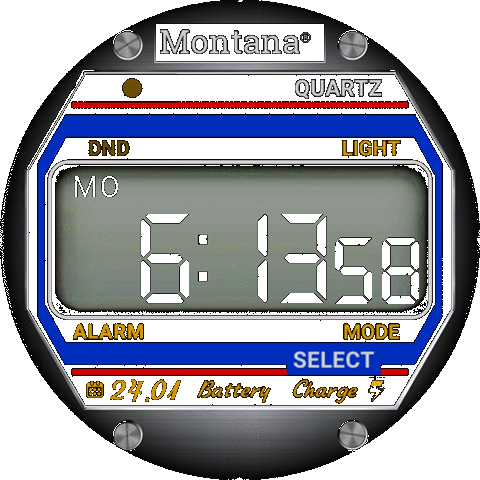 Montana®
QUARTZ
DND LIGHT
MO
6:13 58
ALARM MODE
SELECT
24.01 Battery Charge